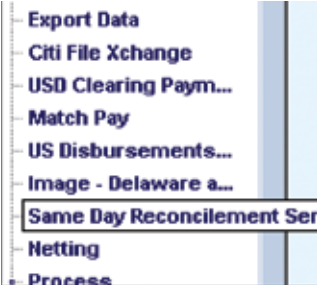 Export Data
Citi File Xchange
USD Clearing Paym...
Match Pay
US Disbursements...
Image - Delaware a...
Same Day Reconcilement Ser
Netting
Process